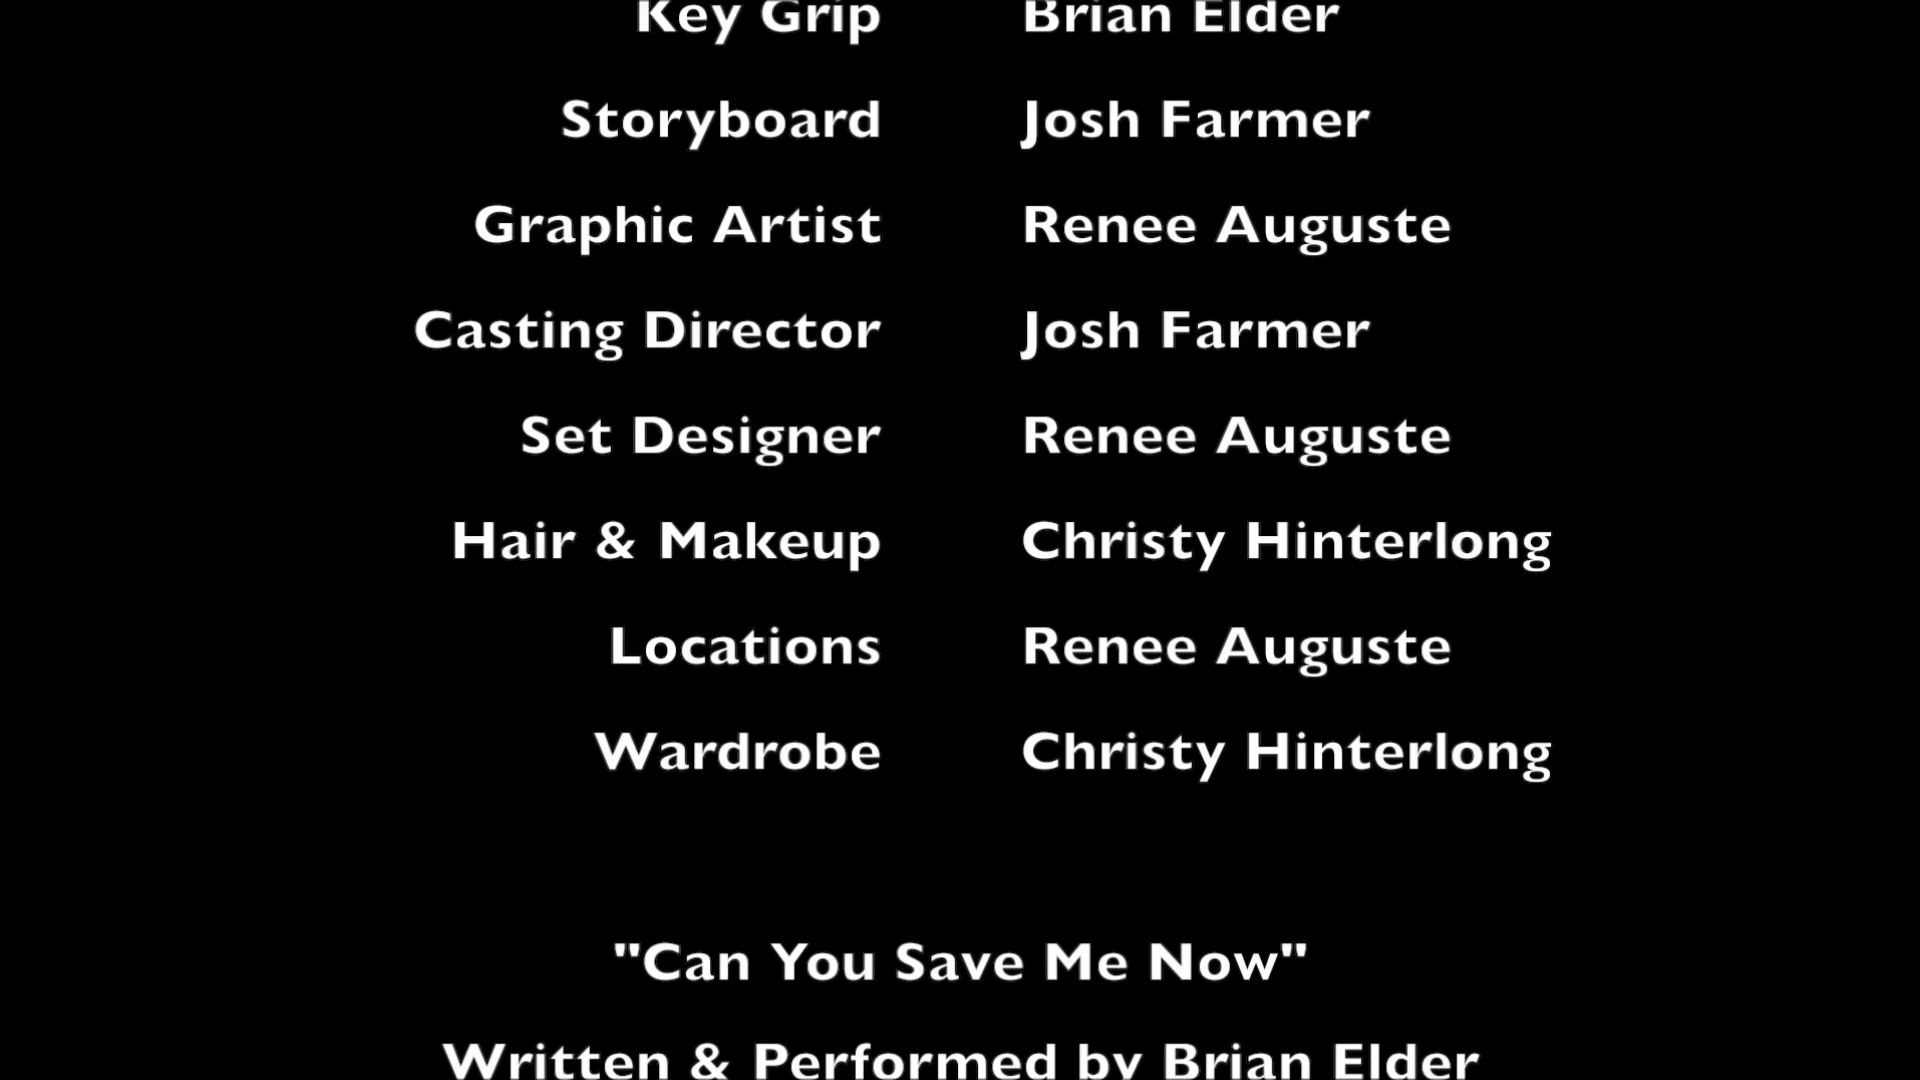 Key Grip Brian Elder
Storyboard Josh Farmer
Graphic Artist Renee Auguste
Casting Director Josh Farmer
Set Designer Renee Auguste
Hair & Makeup Christy Hinterlong
Locations Renee Auguste
Wardrobe Christy Hinterlong
"Can You Save Me Now"
Written & Performed by Brian Elder